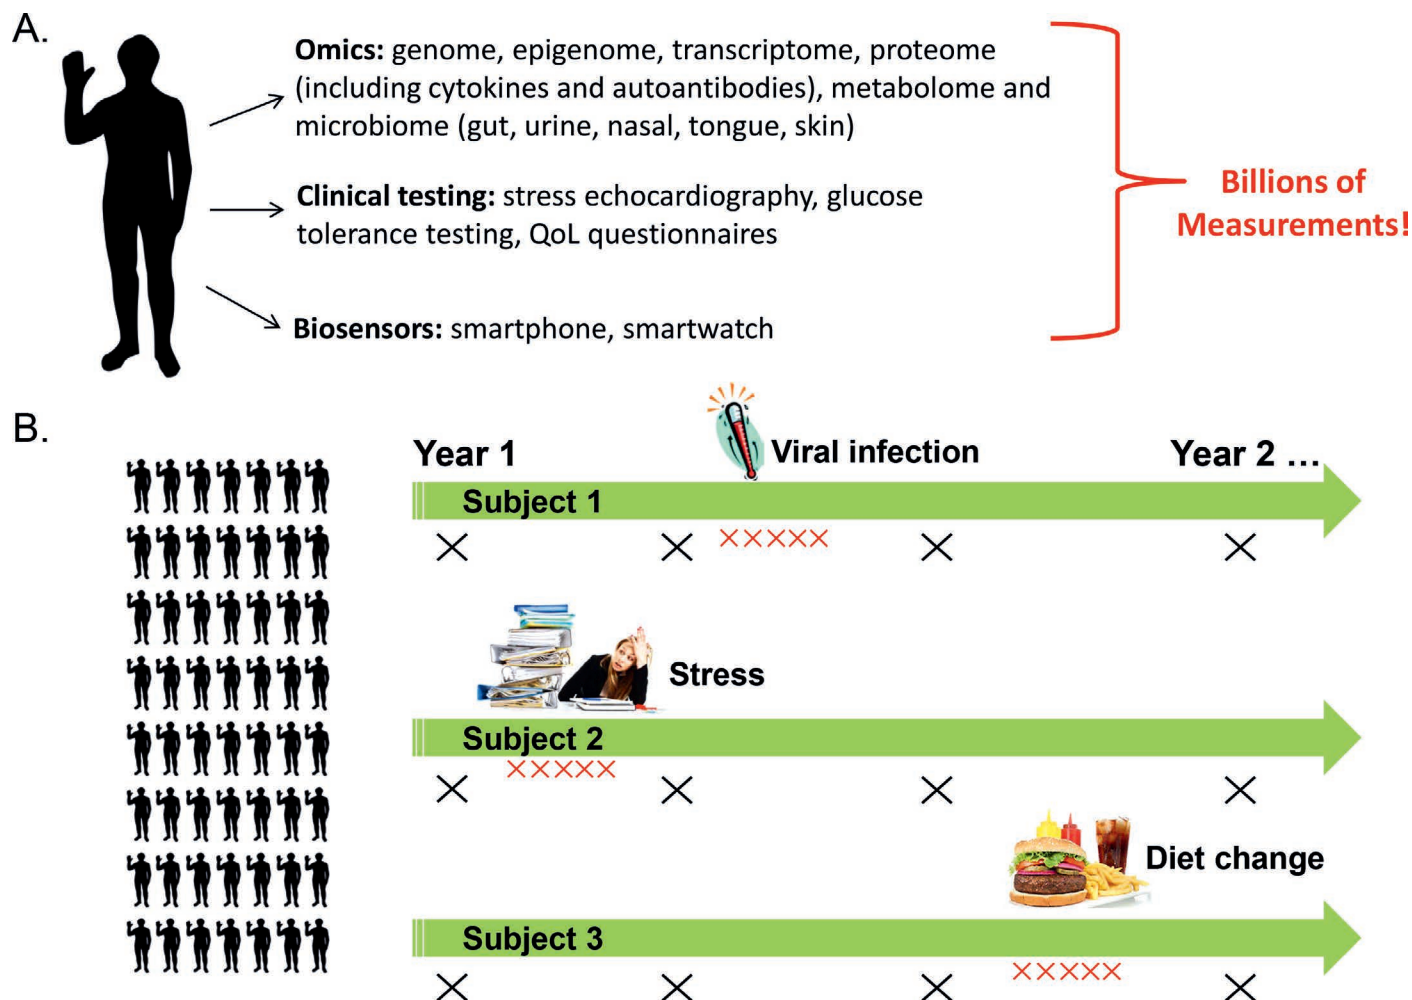 A.
Omics: genome, epigenome, transcriptome, proteome
(including cytokines and autoantibodies), metabolome and
microbiome (gut, urine, nasal, tongue, skin)
Clinical testing: stress echocardiography, glucose
tolerance testing, QoL questionnaires
Biosensors: smartphone, smartwatch
Billions of
Measurements!
B.
Year 1
Viral infection
Year 2 ...
Subject 1
Stress
Subject 2
Diet change
Subject 3